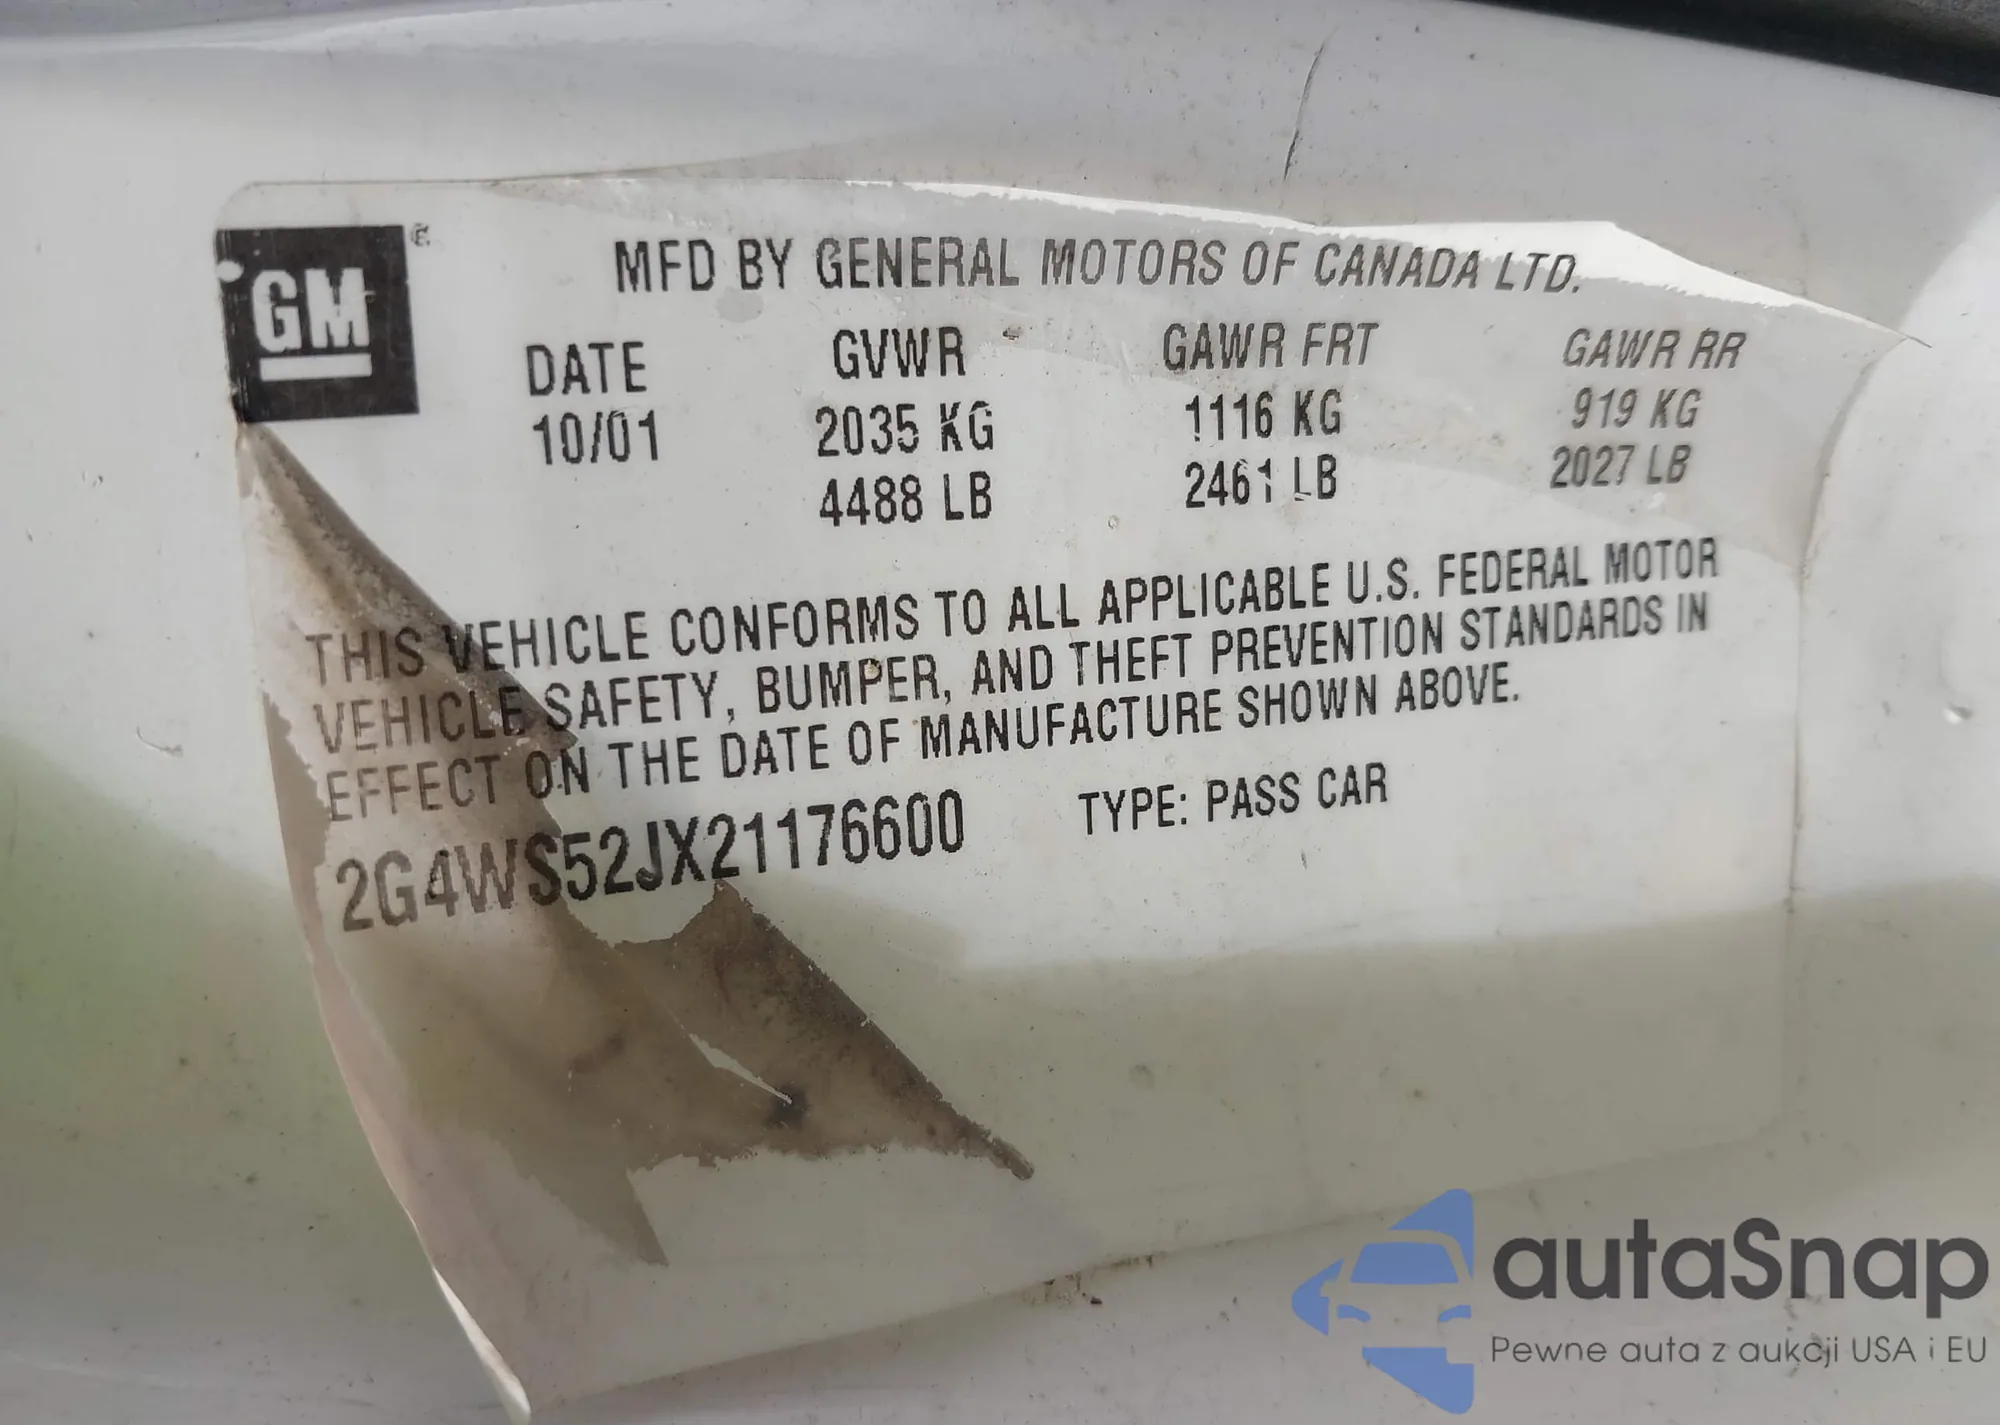 GM
MFD BY GENERAL MOTORS OF CANADA LTD.
DATE GVWR GAWR FRT GAWR RR
10/01 2035 KG 1116 KG 919 KG
4488 LB 2461 LB 2027 LB
THIS VEHICLE CONFORMS TO ALL APPLICABLE U.S. FEDERAL MOTOR
VEHICLE SAFETY, BUMPER, AND THEFT PREVENTION STANDARDS IN
EFFECT ON THE DATE OF MANUFACTURE SHOWN ABOVE.
2G4WS52JX21176600 TYPE: PASS CAR
autaSnap
Pewne auta z aukcji USA i EU